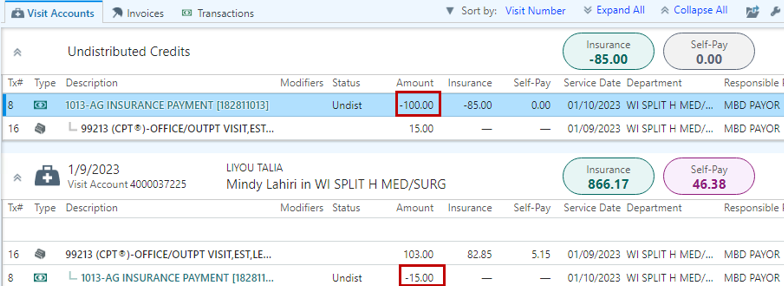 Visit Accounts Invoices Transactions Sort by: Visit Number Expand All Collapse All
Undistributed Credits Insurance -85.00 Self-Pay 0.00
Tx# Type Description Modifiers Status Amount Insurance Self-Pay Service Date Department Responsible
8 1013-AG INSURANCE PAYMENT [182811013] Undist -100.00 -85.00 0.00 01/10/2023 WI SPLIT H MED/... MBD PAYOR
16 99213 (CPT®)-OFFICE/OUTPT VISIT,EST... 15.00 — — 01/09/2023 WI SPLIT H MED/... MBD PAYOR
1/9/2023 LIYOU TALIA Insurance 866.17 Self-Pay 46.38
Visit Account 4000037225 Mindy Lahiri in WI SPLIT H MED/SURG
Tx# Type Description Modifiers Status Amount Insurance Self-Pay Service Date Department Responsible P
16 99213 (CPT®)-OFFICE/OUTPT VISIT,EST,LE... 103.00 82.85 5.15 01/09/2023 WI SPLIT H MED/... MBD PAYOR
8 1013-AG INSURANCE PAYMENT [182811... Undist -15.00 — — 01/10/2023 WI SPLIT H MED/... MBD PAYOR